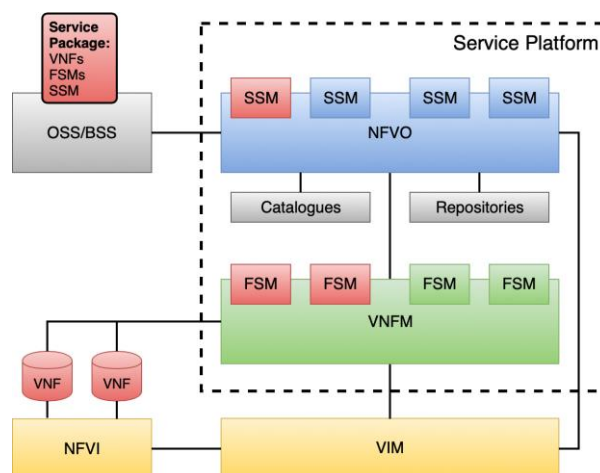 Service
Package:
VNFs
FSMs
SSM
Service Platform
OSS/BSS
SSM SSM SSM SSM
NFVO
Catalogues Repositories
FSM FSM FSM FSM
VNFM
VNF VNF
NFVI VIM